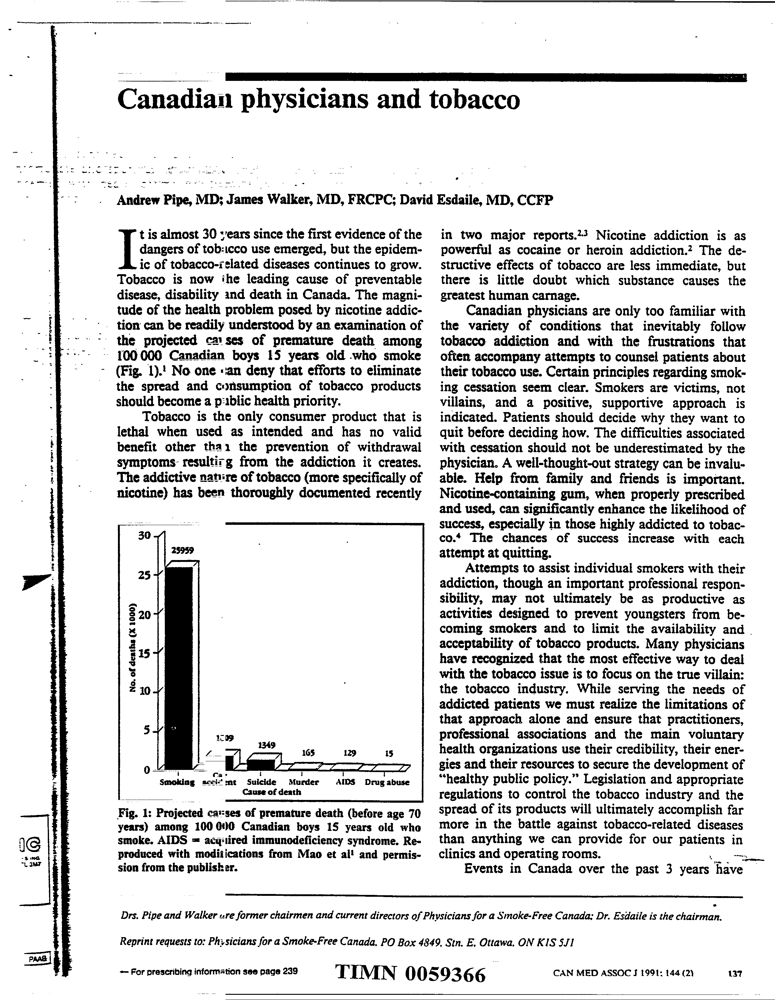 Canadian physicians and tobacco
Andrew Pipe, MD; James Walker, MD, FRCPC; David Esdaile, MD, CCFP
It is almost 30 years since the first evidence of the
dangers of tobacco use emerged, but the epidem-
ic of tobacco-related diseases continues to grow.
Tobacco is now the leading cause of preventable
disease, disability and death in Canada. The magni-
tude of the health problem posed by nicotine addic-
tion can be readily understood by an examination of
the projected causes of premature death among
100 000 Canadian boys 15 years old who smoke
(Fig. 1).¹ No one can deny that efforts to eliminate
the spread and consumption of tobacco products
should become a public health priority.
Tobacco is the only consumer product that is
lethal when used as intended and has no valid
benefit other than the prevention of withdrawal
symptoms resulting from the addiction it creates.
The addictive nature of tobacco (more specifically of
nicotine) has been thoroughly documented recently
30
25
20
15
10
5
0
No. of deaths (X 1000)
25959
1349
165
129
15
Smoking
accident
Suicide
Murder
AIDS
Drug abuse
Cause of death
Fig. 1: Projected causes of premature death (before age 70
years) among 100 000 Canadian boys 15 years old who
smoke. AIDS = acquired immunodeficiency syndrome. Re-
produced with modifications from Mao et al¹ and permis-
sion from the publisher.
in two major reports.²,³ Nicotine addiction is as
powerful as cocaine or heroin addiction.² The de-
structive effects of tobacco are less immediate, but
there is little doubt which substance causes the
greatest human carnage.
Canadian physicians are only too familiar with
the variety of conditions that inevitably follow
tobacco addiction and with the frustrations that
often accompany attempts to counsel patients about
their tobacco use. Certain principles regarding smok-
ing cessation seem clear. Smokers are victims, not
villains, and a positive, supportive approach is
indicated. Patients should decide why they want to
quit before deciding how. The difficulties associated
with cessation should not be underestimated by the
physician. A well-thought-out strategy can be invalu-
able. Help from family and friends is important.
Nicotine-containing gum, when properly prescribed
and used, can significantly enhance the likelihood of
success, especially in those highly addicted to tobac-
co.⁴ The chances of success increase with each
attempt at quitting.
Attempts to assist individual smokers with their
addiction, though an important professional respon-
sibility, may not ultimately be as productive as
activities designed to prevent youngsters from be-
coming smokers and to limit the availability and
acceptability of tobacco products. Many physicians
have recognized that the most effective way to deal
with the tobacco issue is to focus on the true villain:
the tobacco industry. While serving the needs of
addicted patients we must realize the limitations of
that approach alone and ensure that practitioners,
professional associations and the main voluntary
health organizations use their credibility, their ener-
gies and their resources to secure the development of
“healthy public policy.” Legislation and appropriate
regulations to control the tobacco industry and the
spread of its products will ultimately accomplish far
more in the battle against tobacco-related diseases
than anything we can provide for our patients in
clinics and operating rooms.
Events in Canada over the past 3 years have
Drs. Pipe and Walker are former chairmen and current directors of Physicians for a Smoke-Free Canada; Dr. Esdaile is the chairman.
Reprint requests to: Physicians for a Smoke-Free Canada, PO Box 4849, Stn. E, Ottawa, ON K1S 5J1
PAAB
— For prescribing information see page 239
TIMN 0059366
CAN MED ASSOC J 1991; 144 (2)
137